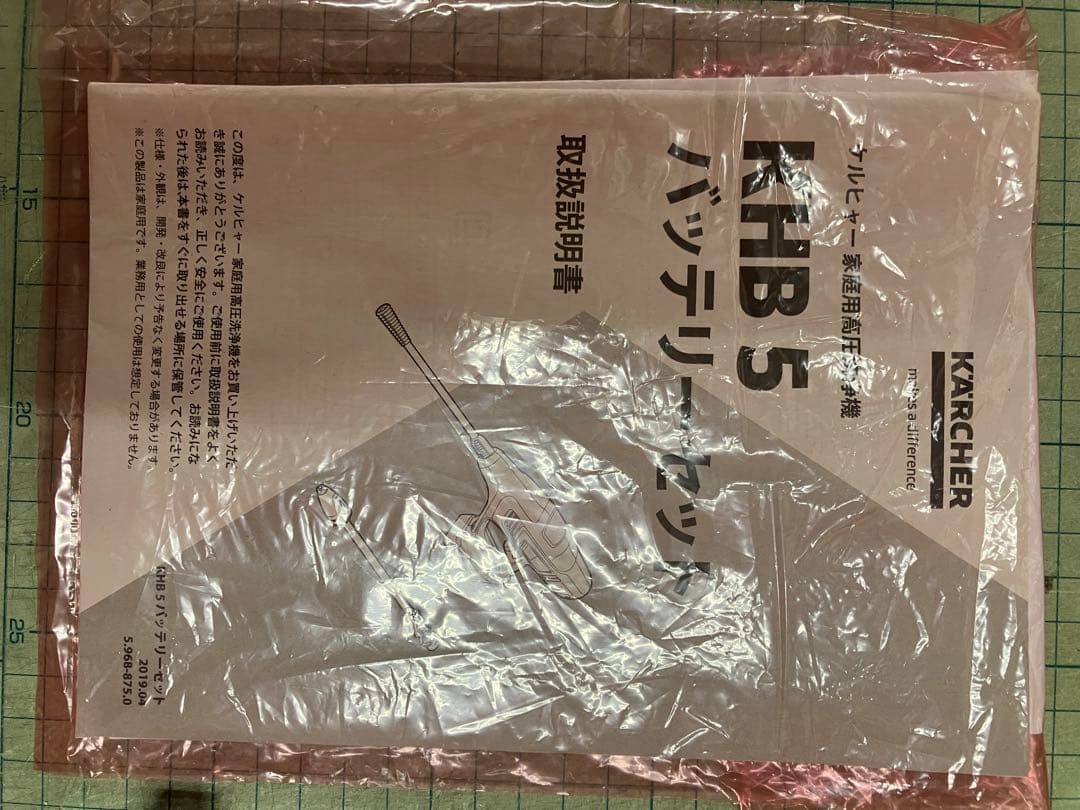 KÄRCHER
makes a difference
ケルヒャー 家庭用高圧洗浄機
KHB 5
バッテリーセット
取扱説明書
この度は、ケルヒャー 家庭用高圧洗浄機をお買い上げいただ
き誠にありがとうございます。ご使用前に取扱説明書をよく
お読みいただき、正しく安全にご使用ください。お読みにな
られた後は、本書をすぐに取り出せる場所に保管してください。
※仕様・外観は、開発・改良により予告なく変更する場合があります。
※この製品は家庭用です。業務用としての使用は想定しておりません。
KHB 5 バッテリーセット
2019.04
5.968-875.0
15
20
25